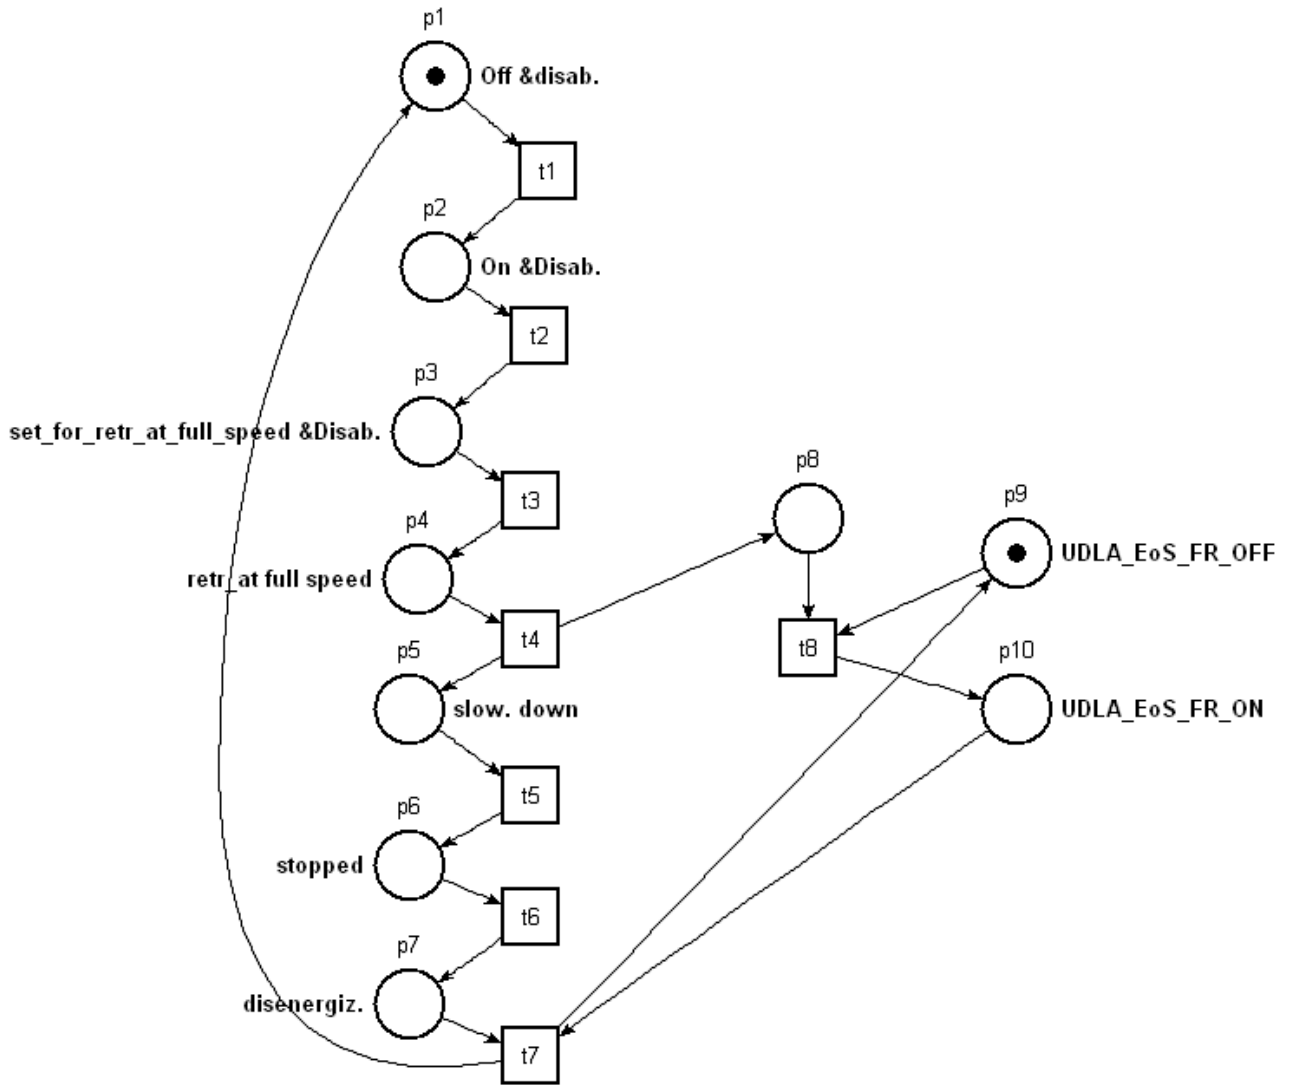 p1
Off &disab.
t1
p2
On &Disab.
t2
p3
set_for_retr_at_full_speed &Disab.
p8
t3
p9
p4
UDLA_EoS_FR_OFF
retr_at full speed
t4
t8
p10
p5
slow. down
UDLA_EoS_FR_ON
t5
p6
stopped
t6
p7
disenergiz.
t7